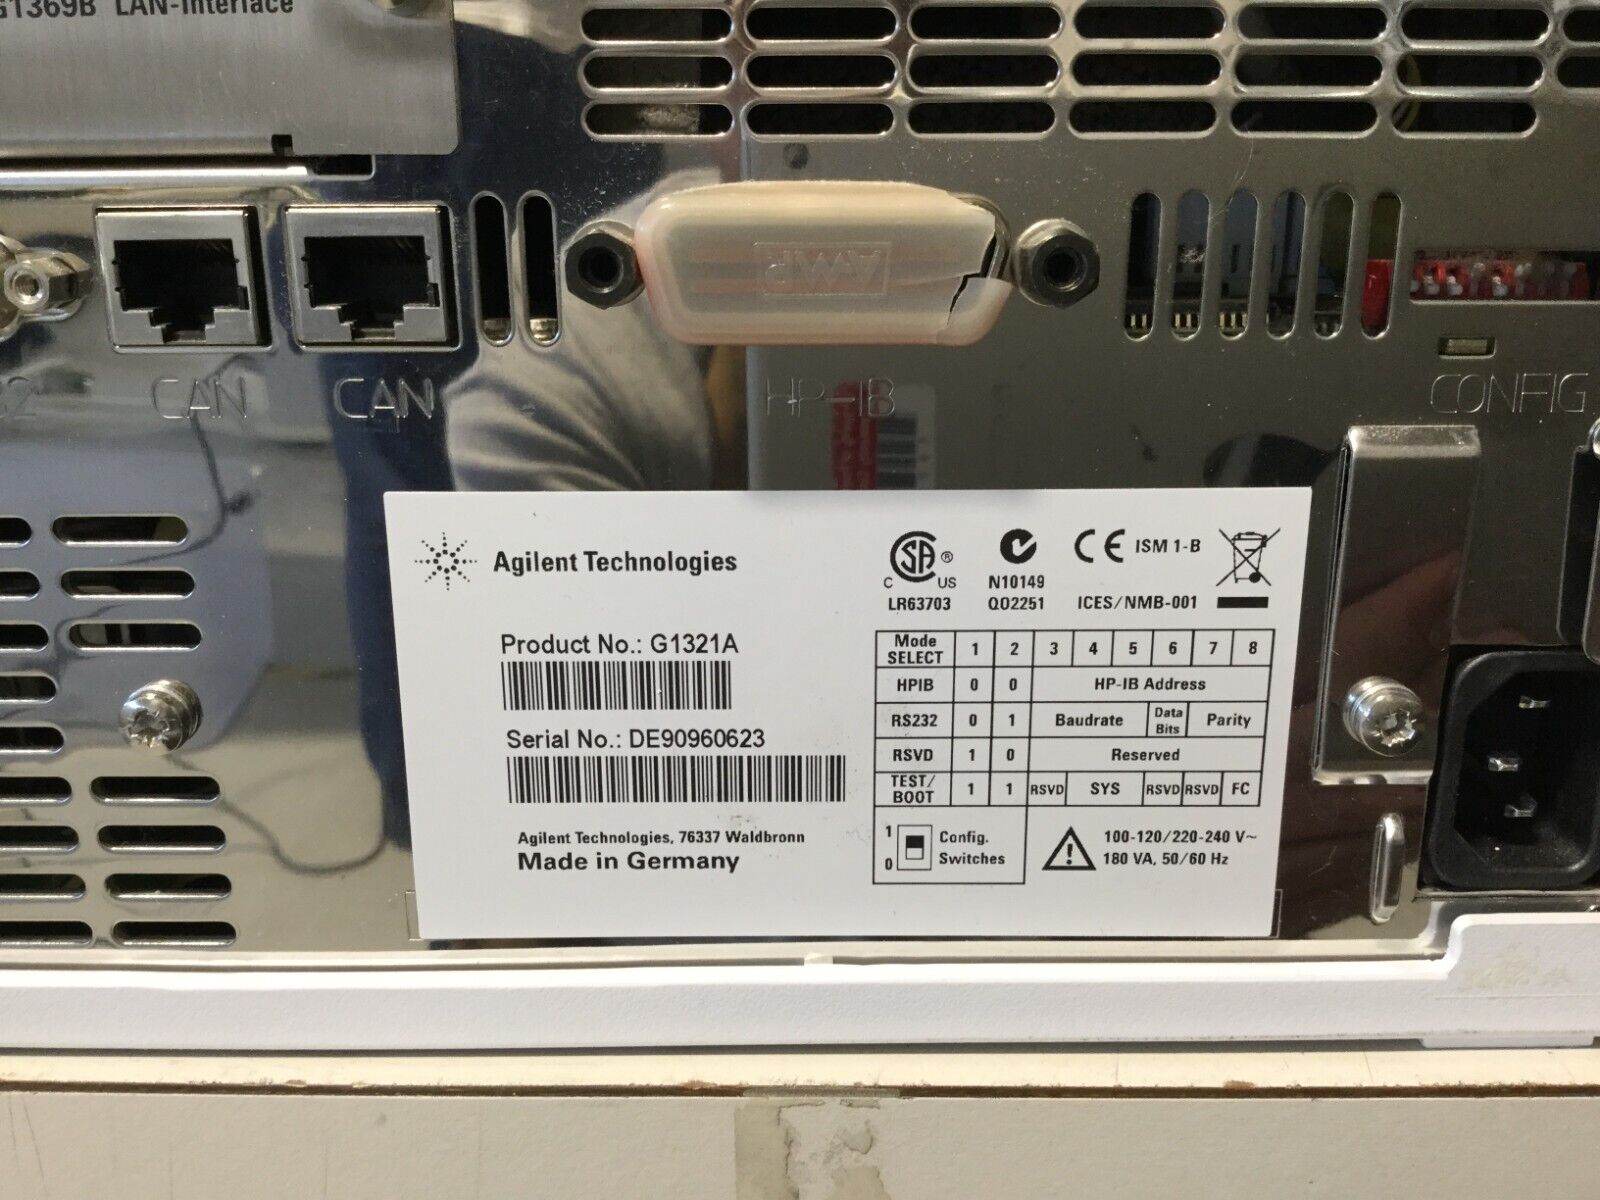 G1369B LAN-Interface
AMP
CAN
CAN
HP-IB
CONFIG
Agilent Technologies
Product No.: G1321A
Serial No.: DE90960623
Agilent Technologies, 76337 Waldbronn
Made in Germany
C SA ® US
LR63703
N10149
Q02251
CE ISM 1-B
ICES/NMB-001
Mode SELECT 1 2 3 4 5 6 7 8
HPIB 0 0 HP-IB Address
RS232 0 1 Baudrate Data Bits Parity
RSVD 1 0 Reserved
TEST/BOOT 1 1 RSVD SYS RSVD RSVD FC
1 Config.
0 Switches
100-120/220-240 V~
180 VA, 50/60 Hz